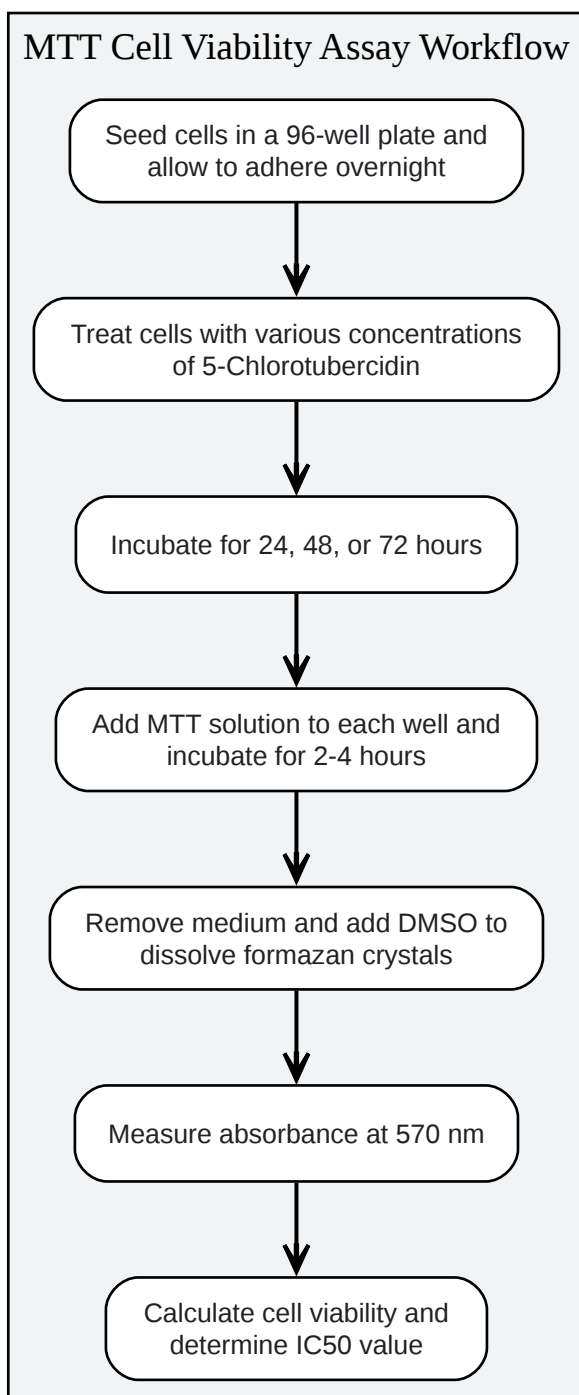 MTT Cell Viability Assay Workflow
Seed cells in a 96-well plate and
allow to adhere overnight
Treat cells with various concentrations
of 5-Chlorotubercidin
Incubate for 24, 48, or 72 hours
Add MTT solution to each well and
incubate for 2-4 hours
Remove medium and add DMSO to
dissolve formazan crystals
Measure absorbance at 570 nm
Calculate cell viability and
determine IC50 value